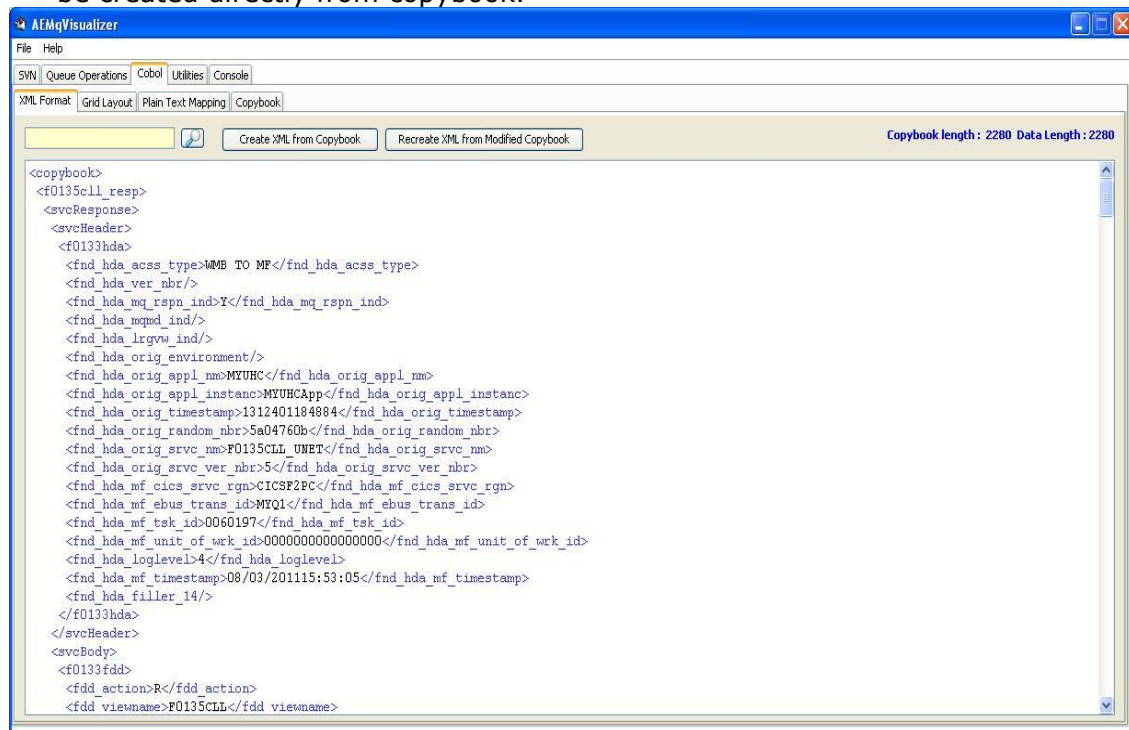 be created directly from copybook.
AEMqVisualizer
File Help
SVN Queue Operations Cobol Utilities Console
XML Format Grid Layout Plain Text Mapping Copybook
Create XML from Copybook Recreate XML from Modified Copybook Copybook length : 2280 Data Length : 2280
<copybook>
<f0135cll_resp>
<svcResponse>
<svcHeader>
<f0133hda>
<fnd_hda_acss_type>WMB TO MF</fnd_hda_acss_type>
<fnd_hda_ver_nbr/>
<fnd_hda_mq_rspn_ind>Y</fnd_hda_mq_rspn_ind>
<fnd_hda_mqmd_ind/>
<fnd_hda_lrgvw_ind/>
<fnd_hda_orig_environment/>
<fnd_hda_orig_appl_nm>MYUHC</fnd_hda_orig_appl_nm>
<fnd_hda_orig_appl_instanc>MYUHCApp</fnd_hda_orig_appl_instanc>
<fnd_hda_orig_timestamp>1312401184884</fnd_hda_orig_timestamp>
<fnd_hda_orig_random_nbr>5a04760b</fnd_hda_orig_random_nbr>
<fnd_hda_orig_srvc_nm>F0135CLL_UNET</fnd_hda_orig_srvc_nm>
<fnd_hda_orig_srvc_ver_nbr>5</fnd_hda_orig_srvc_ver_nbr>
<fnd_hda_mf_cics_srvc_rgn>CICSF2PC</fnd_hda_mf_cics_srvc_rgn>
<fnd_hda_mf_ebus_trans_id>MYQ1</fnd_hda_mf_ebus_trans_id>
<fnd_hda_mf_tsk_id>0060197</fnd_hda_mf_tsk_id>
<fnd_hda_mf_unit_of_wrk_id>0000000000000000</fnd_hda_mf_unit_of_wrk_id>
<fnd_hda_loglevel>4</fnd_hda_loglevel>
<fnd_hda_mf_timestamp>08/03/201115:53:05</fnd_hda_mf_timestamp>
<fnd_hda_filler_14/>
</f0133hda>
</svcHeader>
<svcBody>
<f0133fdd>
<fdd_action>R</fdd_action>
<fdd_viewname>F0135CLL</fdd_viewname>